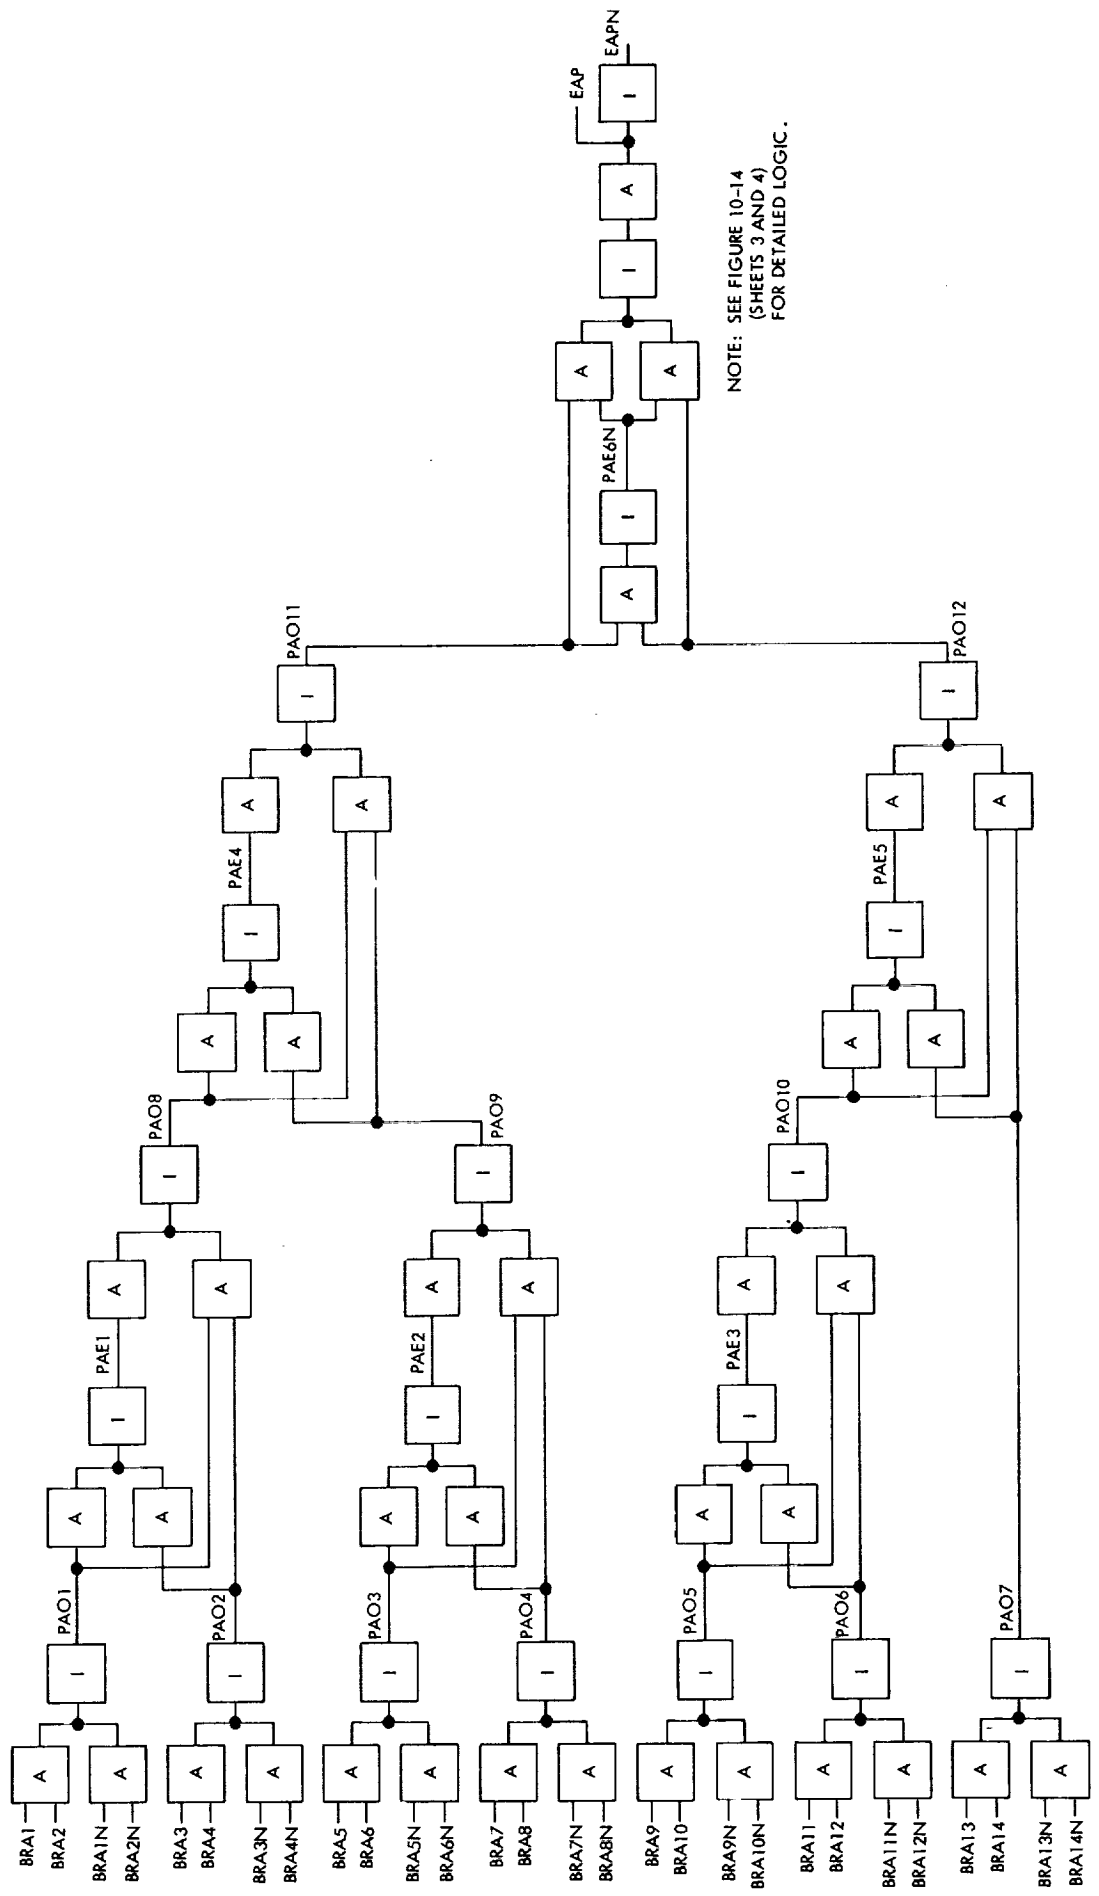 BRA1
BRA2
BRA1N
BRA2N
BRA3
BRA4
BRA3N
BRA4N
BRA5
BRA6
BRA5N
BRA6N
BRA7
BRA8
BRA7N
BRA8N
BRA9
BRA10
BRA9N
BRA10N
BRA11
BRA12
BRA11N
BRA12N
BRA13
BRA14
BRA13N
BRA14N
A
A
A
A
A
A
A
A
A
A
A
A
A
A
I
I
I
I
I
I
I
PAO1
PAO2
PAO3
PAO4
PAO5
PAO6
PAO7
A
A
A
A
A
A
I
I
I
PAE1
PAE2
PAE3
A
A
A
A
A
A
I
I
I
PAO8
PAO9
PAO10
A
A
A
A
I
I
PAE4
PAE5
A
A
A
A
I
I
PAO11
PAO12
A
I
PAE6N
A
A
I
A
EAP
I
EAPN
NOTE: SEE FIGURE 10-14
(SHEETS 3 AND 4)
FOR DETAILED LOGIC.